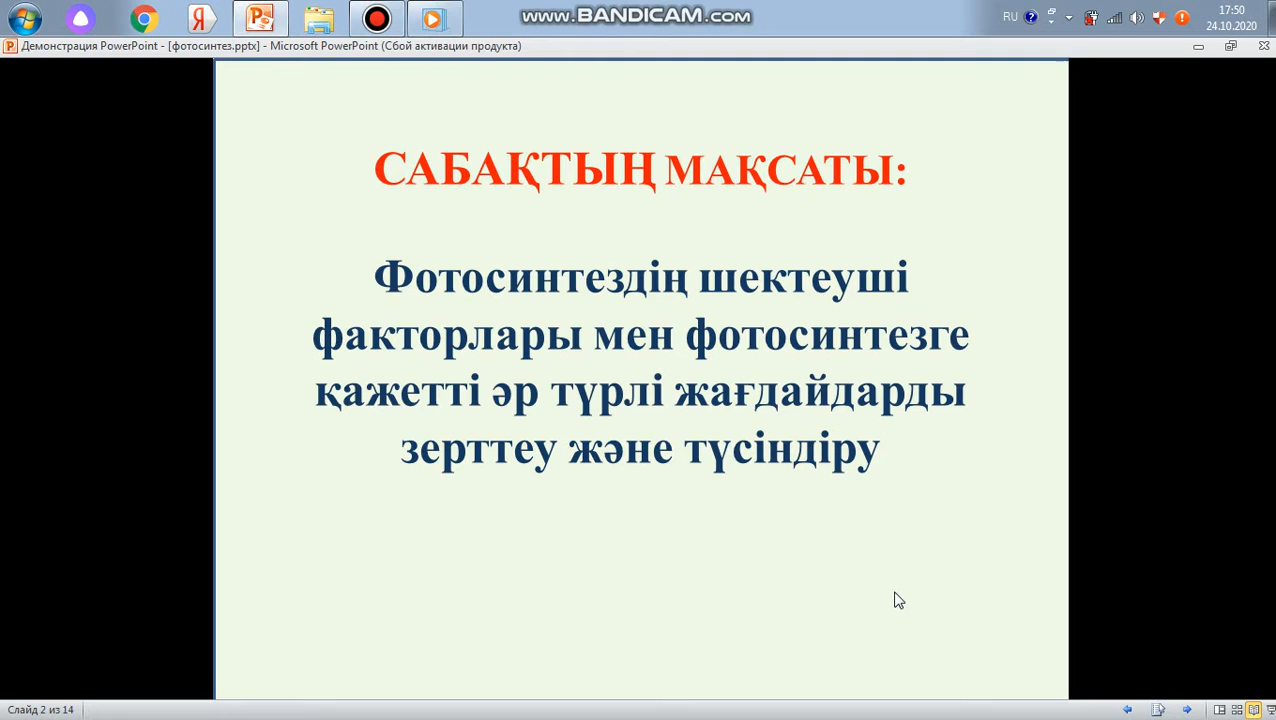 www.BANDICAM.com
RU
17:50
24.10.2020
Демонстрация PowerPoint - [фотосинтез.pptx] - Microsoft PowerPoint (Сбой активации продукта)
САБАҚТЫҢ МАҚСАТЫ:
Фотосинтездің шектеуші
факторлары мен фотосинтезге
қажетті әр түрлі жағдайдарды
зерттеу және түсіндіру
Слайд 2 из 14